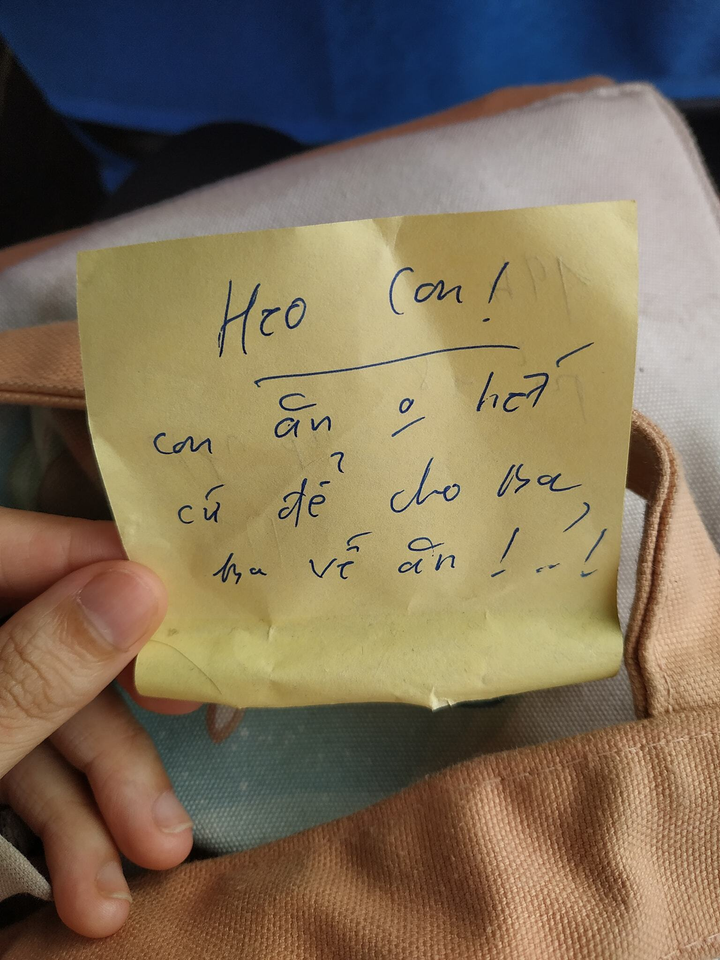 Heo Con!
con ăn o hết
cứ để cho Ba,
ba về ăn !...!